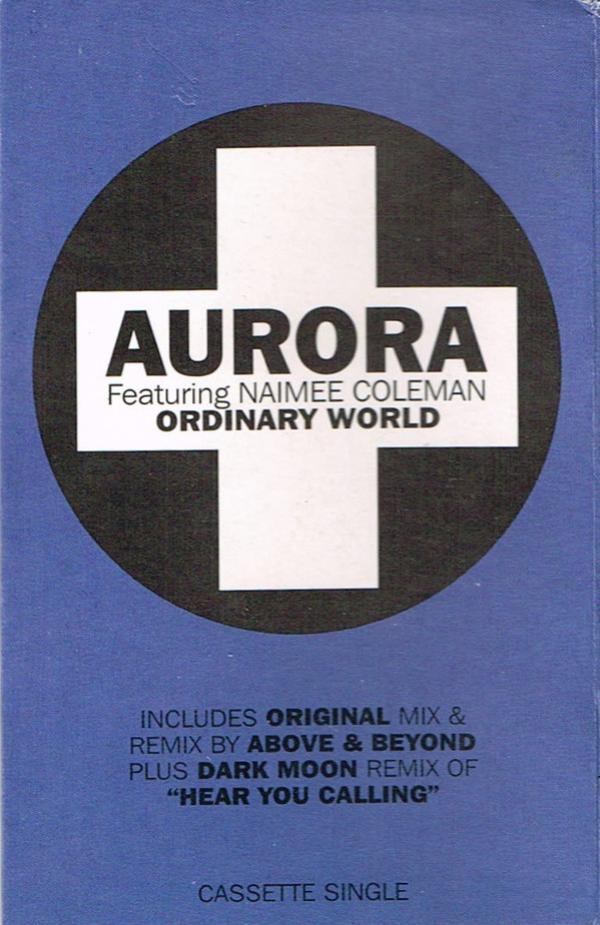 AURORA
Featuring NAIMEE COLEMAN
ORDINARY WORLD
INCLUDES ORIGINAL MIX &
REMIX BY ABOVE & BEYOND
PLUS DARK MOON REMIX OF
“HEAR YOU CALLING”
CASSETTE SINGLE